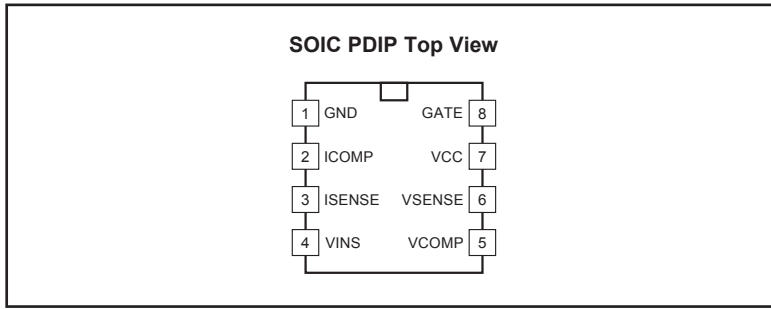 SOIC PDIP Top View
1 GND GATE 8
2 ICOMP VCC 7
3 ISENSE VSENSE 6
4 VINS VCOMP 5